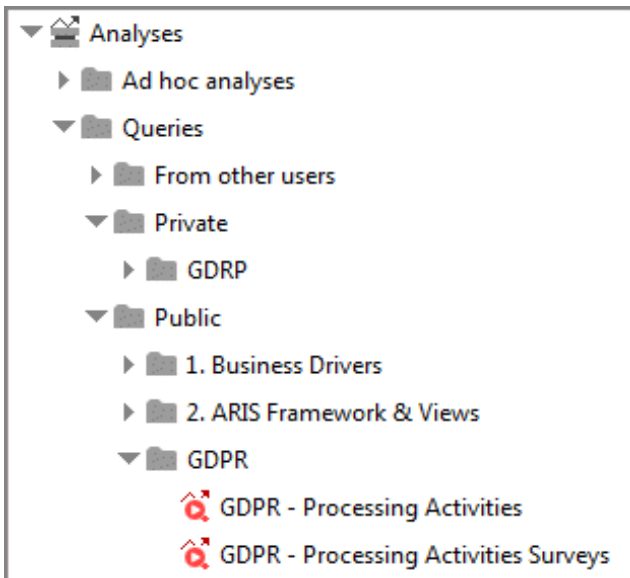 Analyses
Ad hoc analyses
Queries
From other users
Private
GDRP
Public
1. Business Drivers
2. ARIS Framework & Views
GDPR
GDPR - Processing Activities
GDPR - Processing Activities Surveys